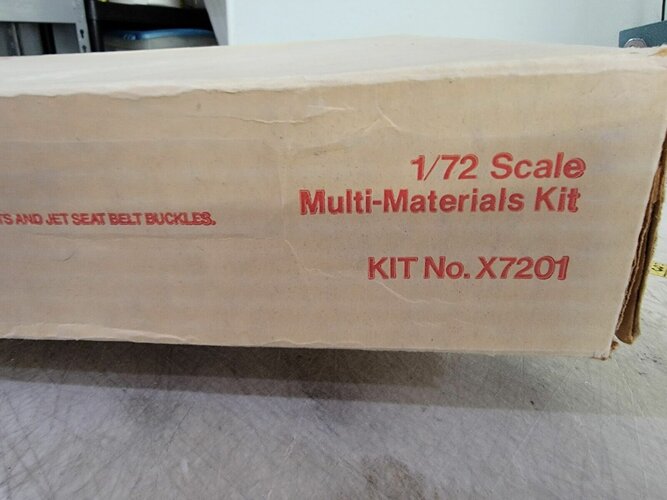 1/72 Scale
Multi-Materials Kit
TS AND JET SEAT BELT BUCKLES.
KIT No. X7201